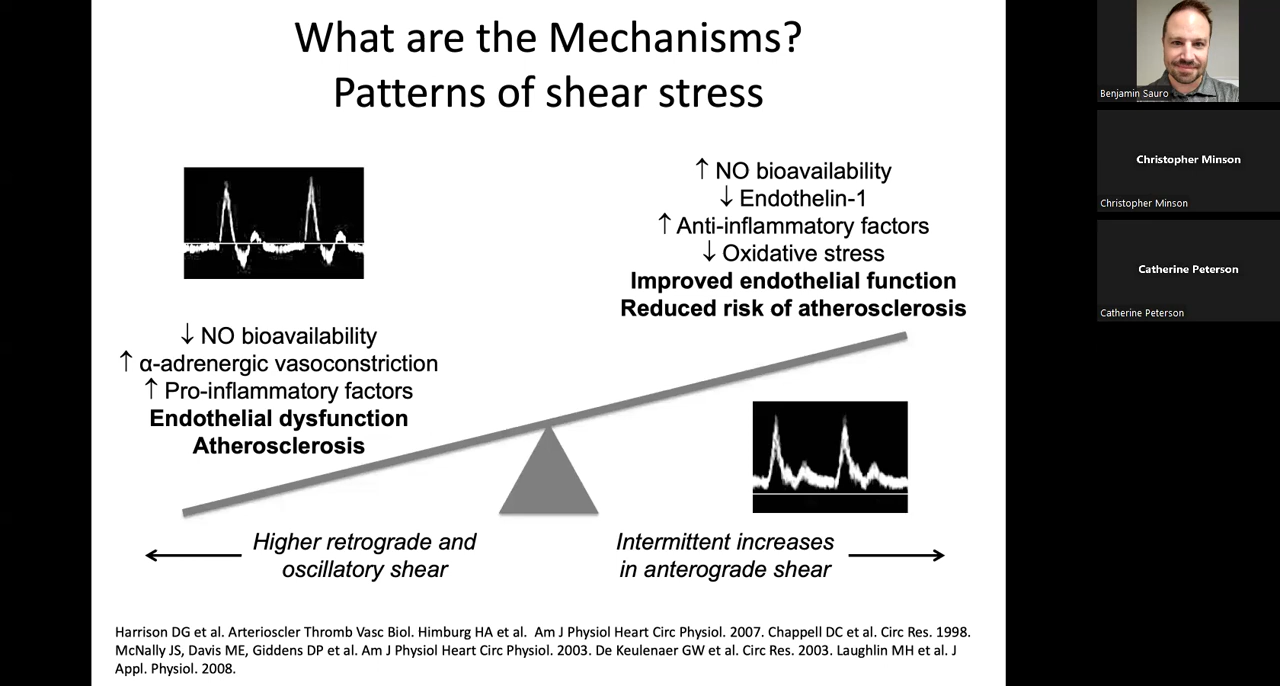 What are the Mechanisms?
Patterns of shear stress
↓ NO bioavailability
↑ α-adrenergic vasoconstriction
↑ Pro-inflammatory factors
Endothelial dysfunction
Atherosclerosis
↑ NO bioavailability
↓ Endothelin-1
↑ Anti-inflammatory factors
↓ Oxidative stress
Improved endothelial function
Reduced risk of atherosclerosis
Higher retrograde and
oscillatory shear
Intermittent increases
in anterograde shear
Harrison DG et al. Arterioscler Thromb Vasc Biol. Himburg HA et al. Am J Physiol Heart Circ Physiol. 2007. Chappell DC et al. Circ Res. 1998.
McNally JS, Davis ME, Giddens DP et al. Am J Physiol Heart Circ Physiol. 2003. De Keulenaer GW et al. Circ Res. 2003. Laughlin MH et al. J
Appl. Physiol. 2008.
Benjamin Sauro
Christopher Minson
Christopher Minson
Catherine Peterson
Catherine Peterson